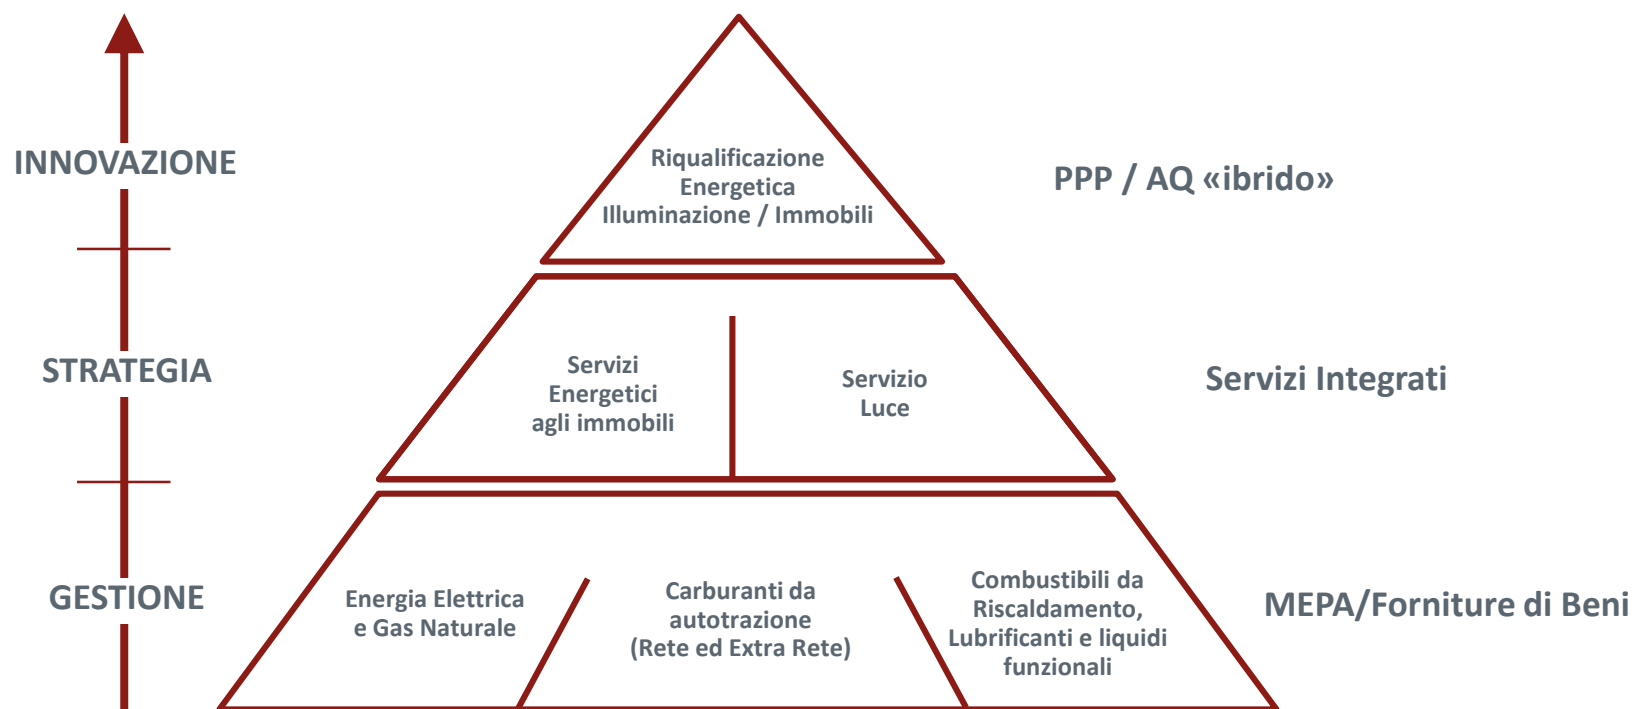 INNOVAZIONE
Riqualificazione
Energetica
Illuminazione / Immobili
PPP / AQ «ibrido»
STRATEGIA
Servizi
Energetici
agli immobili
Servizio
Luce
Servizi Integrati
GESTIONE
Energia Elettrica
e Gas Naturale
Carburanti da
autotrazione
(Rete ed Extra Rete)
Combustibili da
Riscaldamento,
Lubrificanti e liquidi
funzionali
MEPA/Forniture di Beni